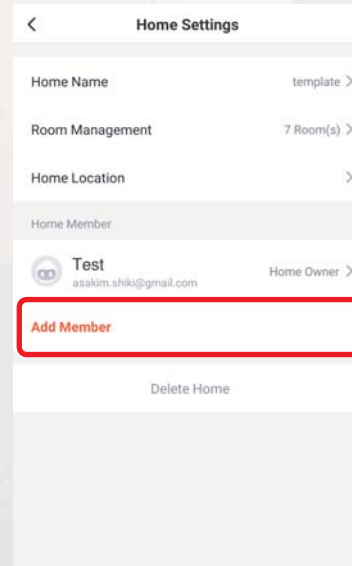 Home Settings
Home Name template
Room Management 7 Room(s)
Home Location
Home Member
Test
asakim.shiki@gmail.com
Home Owner
Add Member
Delete Home